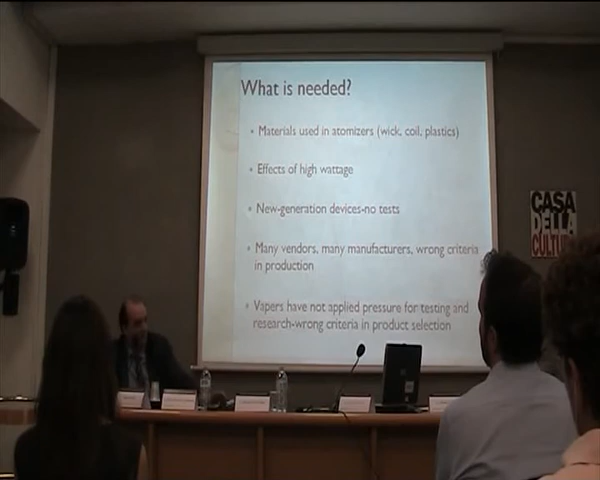 What is needed?
• Materials used in atomizers (wick, coil, plastics)
• Effects of high wattage
• New-generation devices-no tests
• Many vendors, many manufacturers, wrong criteria
in production
• Vapers have not applied pressure for testing and
research-wrong criteria in product selection
CASA
DELLA
CULTURA